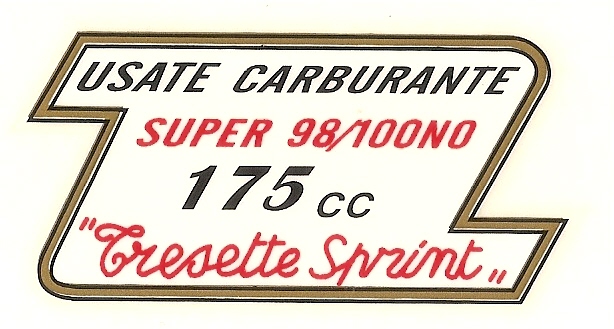 USATE CARBURANTE
SUPER 98/100NO
175 cc
"Tresette Sprint"